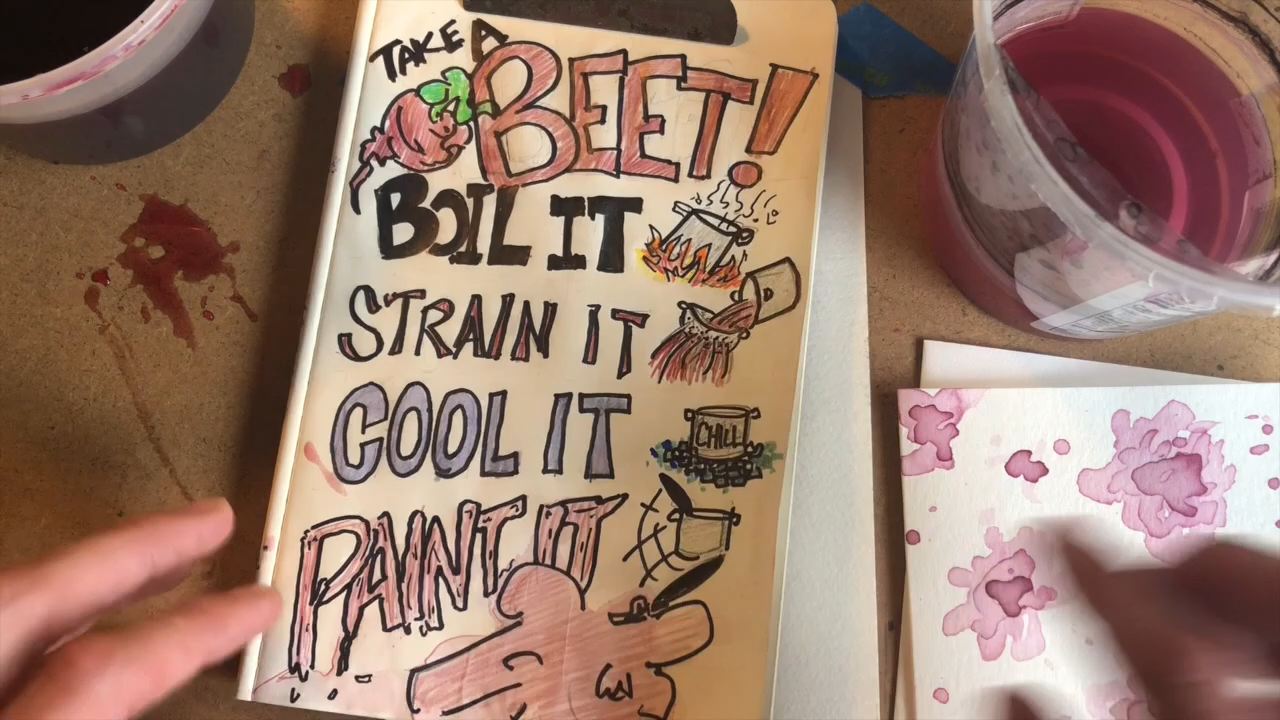 TAKE A
BEET!
BOIL IT
STRAIN IT
COOL IT
CHILL
PAINT IT